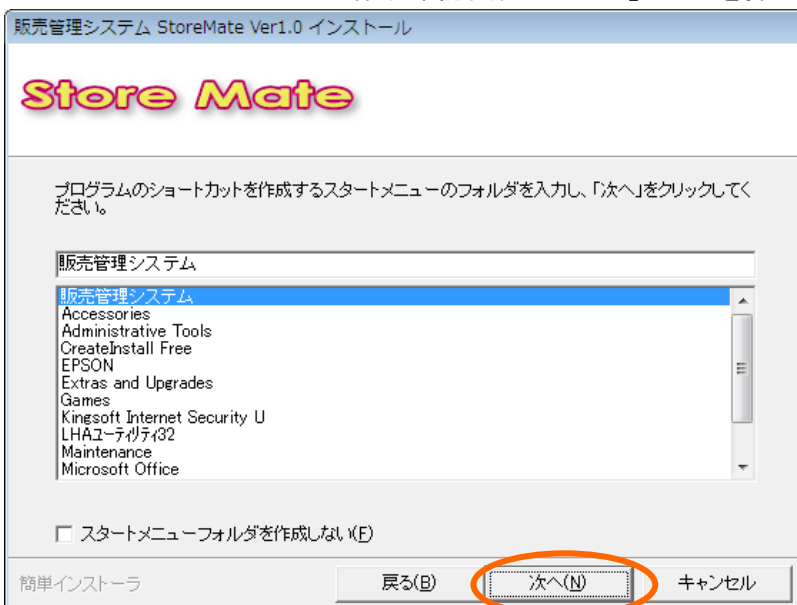 販売管理システム StoreMate Ver1.0 インストール
Store Mate
プログラムのショートカットを作成するスタートメニューのフォルダを入力し、「次へ」をクリックしてく
ださい。
販売管理システム
販売管理システム
Accessories
Administrative Tools
CreateInstall Free
EPSON
Extras and Upgrades
Games
Kingsoft Internet Security U
LHAユーティリティ32
Maintenance
Microsoft Office
スタートメニューフォルダを作成しない(F)
簡単インストーラ
戻る(B)
次へ(N)
キャンセル